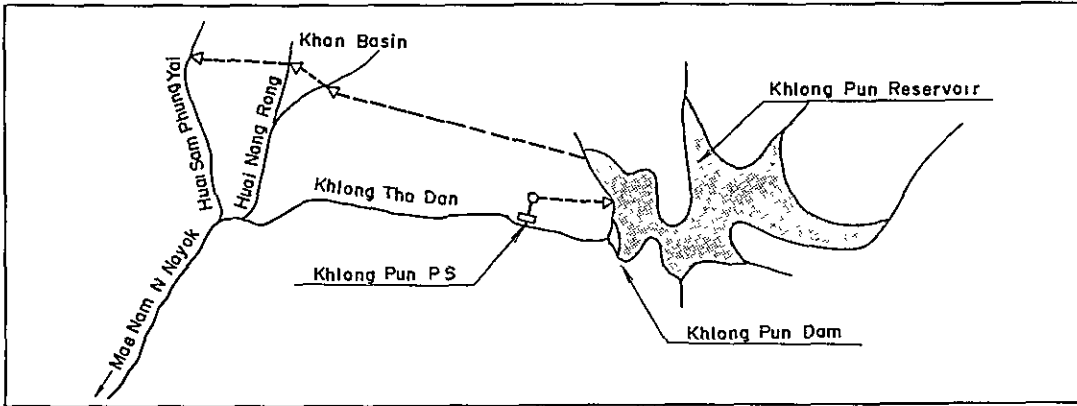 Khan Basin
Khlong Pun Reservoir
Huai Sam Phung Yai
Huai Nang Rong
Khlong Tha Dan
Khlong Pun PS
Khlong Pun Dam
Mae Nam N Nayok